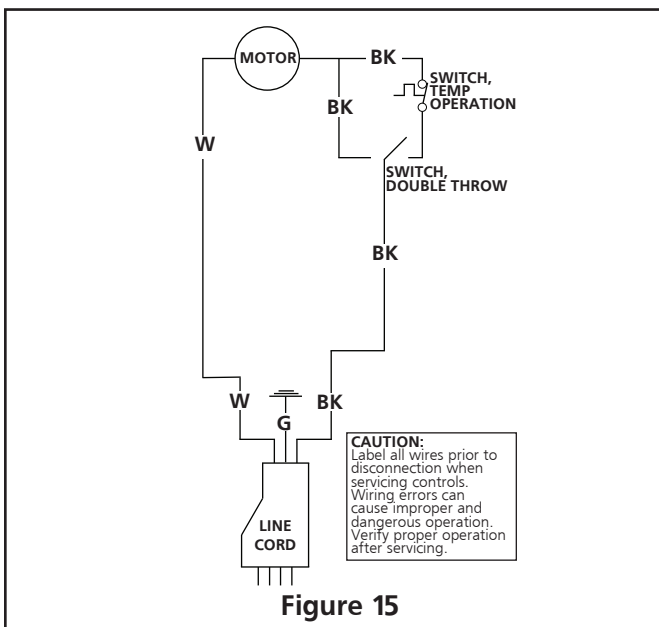 MOTOR
BK
SWITCH,
TEMP
OPERATION
BK
W
SWITCH,
DOUBLE THROW
BK
W
G
BK
LINE
CORD
CAUTION:
Label all wires prior to
disconnection when
servicing controls.
Wiring errors can
cause improper and
dangerous operation.
Verify proper operation
after servicing.
Figure 15